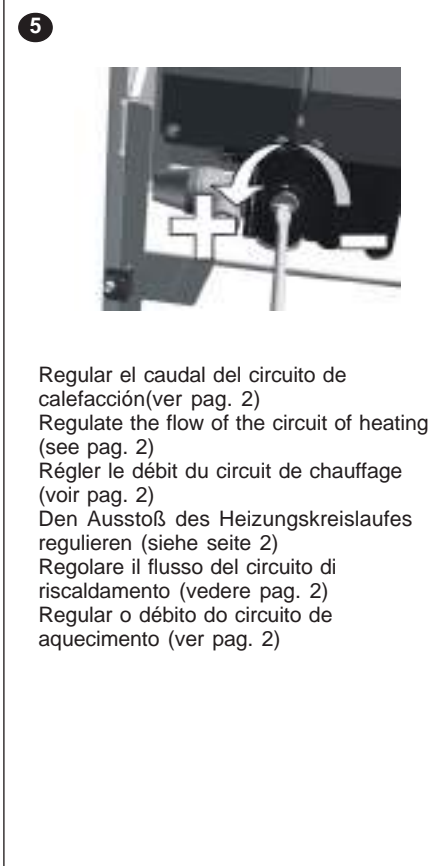 5
+
−
Regular el caudal del circuito de
calefacción(ver pag. 2)
Regulate the flow of the circuit of heating
(see pag. 2)
Régler le débit du circuit de chauffage
(voir pag. 2)
Den Ausstoß des Heizungskreislaufes
regulieren (siehe seite 2)
Regolare il flusso del circuito di
riscaldamento (vedere pag. 2)
Regular o débito do circuito de
aquecimento (ver pag. 2)